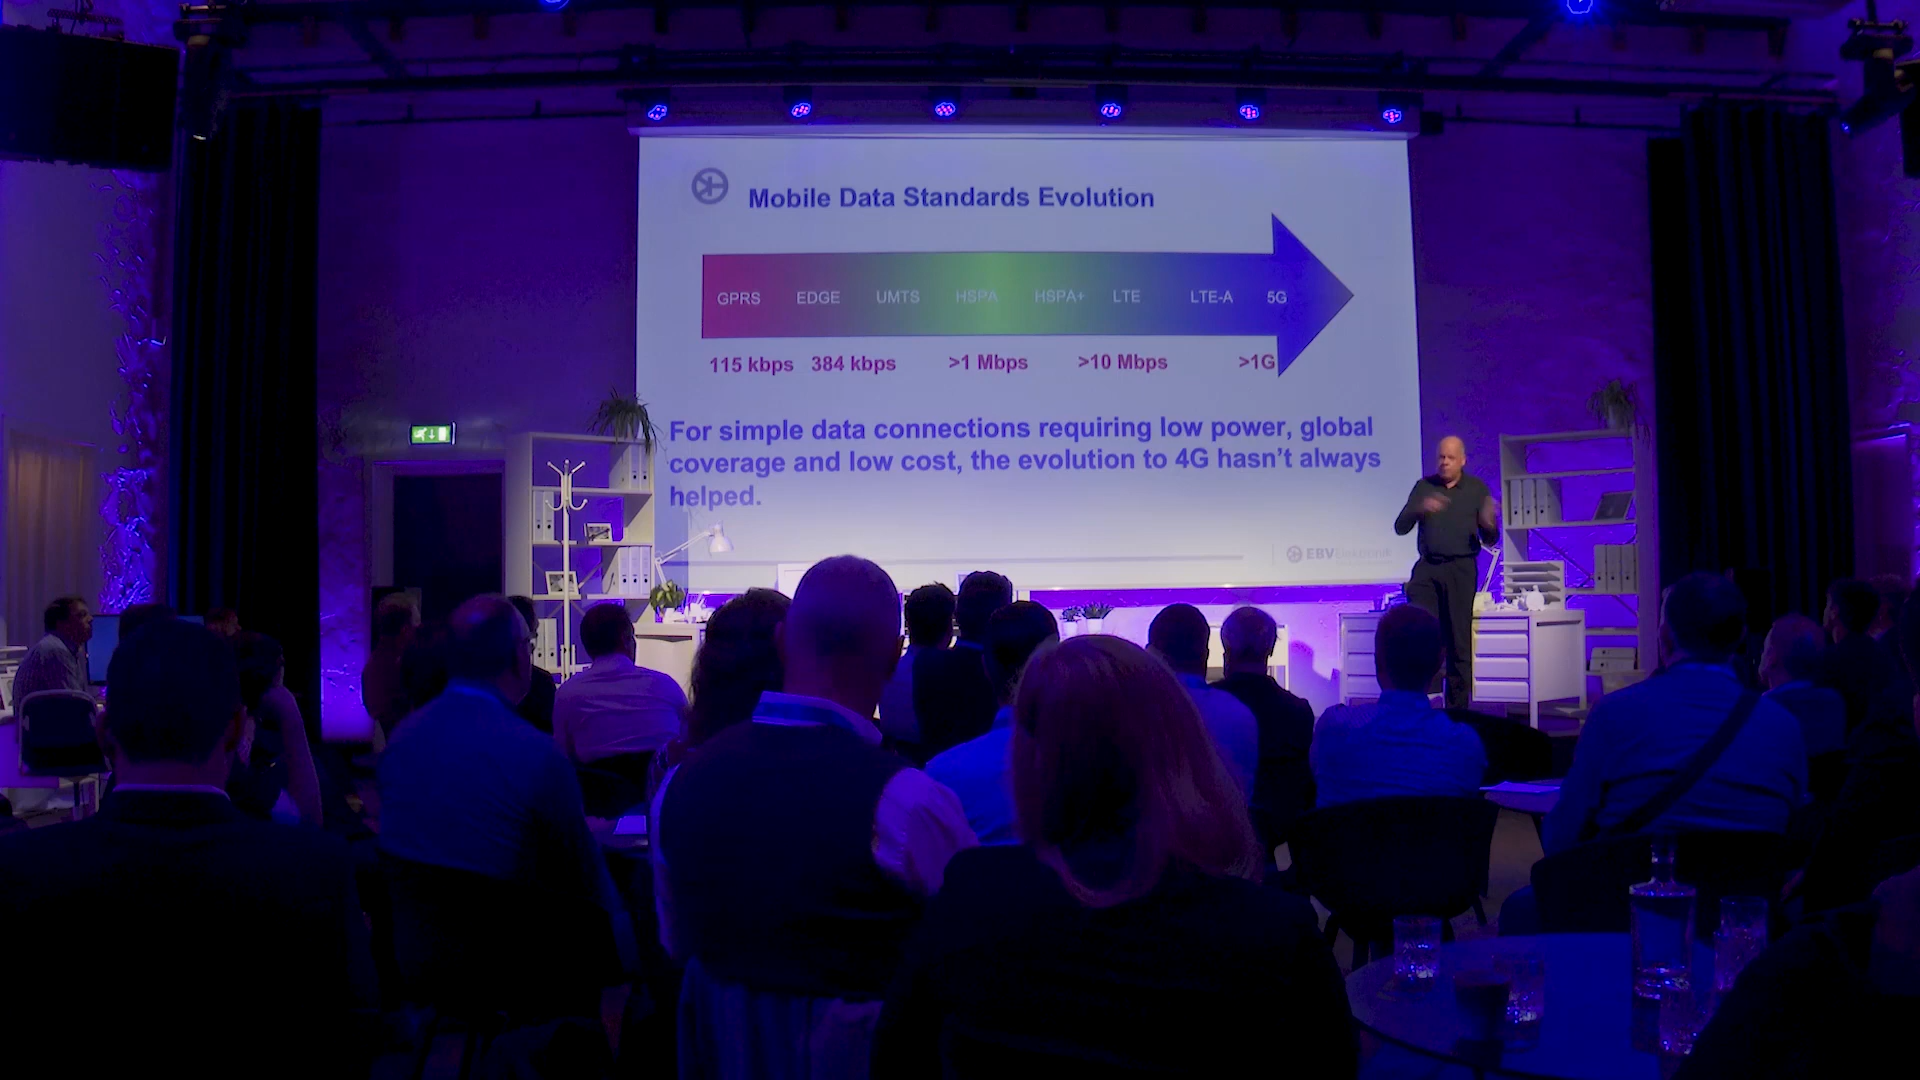 Mobile Data Standards Evolution
GPRS EDGE UMTS HSPA HSPA+ LTE LTE-A 5G
115 kbps 384 kbps >1 Mbps >10 Mbps >1G
For simple data connections requiring low power, global
coverage and low cost, the evolution to 4G hasn't always
helped.
EBV Elektronik